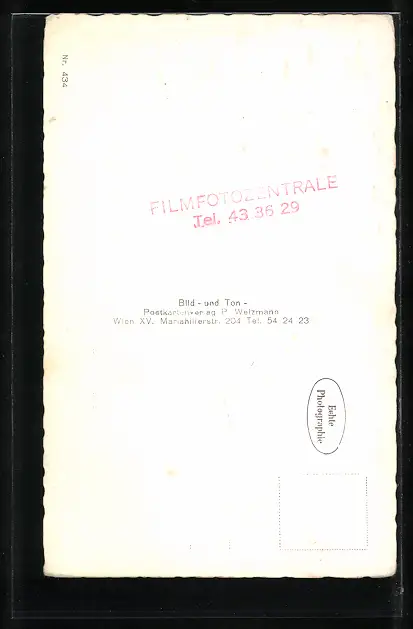 Nr. 434
FILMFOTOZENTRALE
Tel. 43 36 29
Bild - und Ton -
Postkartenverlag P. Welzmann
Wien XV. Mariahilferstr. 204 Tel. 54 24 23
Echte
Photographie